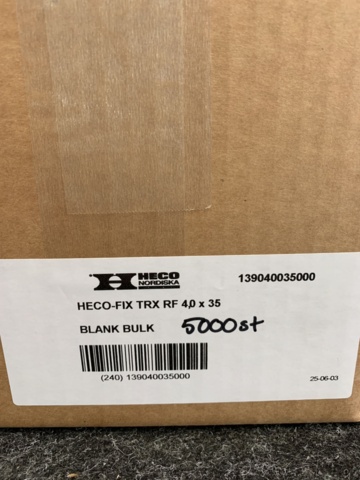 HECO
NORDISKA
139040035000
HECO-FIX TRX RF 4,0 x 35
BLANK BULK 5000st
(240) 139040035000
25-06-03